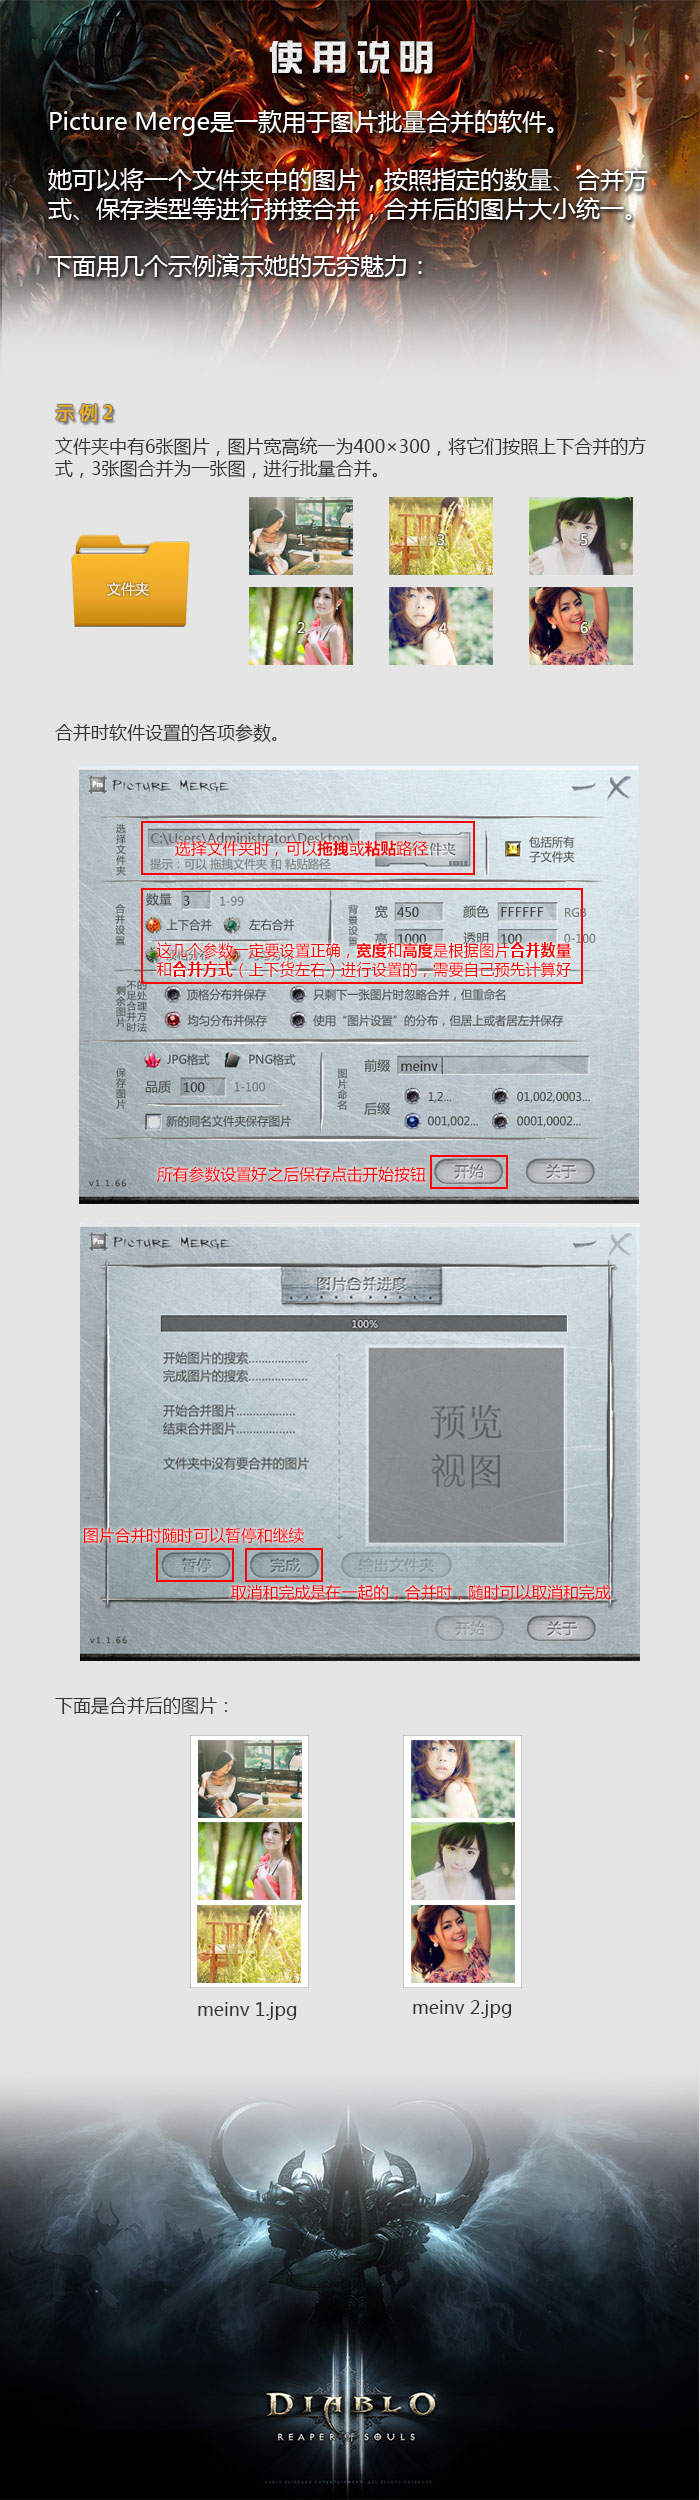 使用说明
Picture Merge是一款用于图片批量合并的软件。
她可以将一个文件夹中的图片，按照指定的数量、合并方
式、保存类型等进行拼接合并，合并后的图片大小统一。
下面用几个示例演示她的无穷魅力：
示例2
文件夹中有6张图片，图片宽高统一为400×300，将它们按照上下合并的方
式，3张图合并为一张图，进行批量合并。
文件夹
1
3
5
2
4
6
合并时软件设置的各项参数。
Pm PICTURE MERGE
选择文件夹
C:\Users\Administrator\Desktop\
件夹
选择文件夹时，可以拖拽或粘贴路径
提示：可以 拖拽文件夹 和 粘贴路径
包括所有
子文件夹
合并设置
数量 3 1-99
上下合并 左右合并
背景设置
宽 450 颜色 FFFFFF RGB
高 1000 透明 100 0-100
这几个参数一定要设置正确，宽度和高度是根据图片合并数量
和合并方式（上下货左右）进行设置的，需要自己预先计算好
剩余图片不足合并时的处理方法
顶格分布并保存 只剩下一张图片时忽略合并，但重命名
均匀分布并保存 使用“图片设置”的分布，但居上或者居左并保存
保存图片
JPG格式 PNG格式
品质 100 1-100
新的同名文件夹保存图片
图片命名
前缀 meinv
后缀
1,2... 01,002,0003...
001,002... 0001,0002...
所有参数设置好之后保存点击开始按钮
开始 关于
v1.1.66
Pm PICTURE MERGE
图片合并进度
100%
开始图片的搜索..................
完成图片的搜索..................
开始合并图片..................
结束合并图片..................
文件夹中没有要合并的图片
预览
视图
图片合并时随时可以暂停和继续
暂停 完成 输出文件夹
取消和完成是在一起的，合并时，随时可以取消和完成
开始 关于
v1.1.66
下面是合并后的图片：
meinv 1.jpg
meinv 2.jpg
DIABLO
III
REAPER OF SOULS